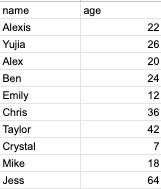 name age
Alexis 22
Yujia 26
Alex 20
Ben 24
Emily 12
Chris 36
Taylor 42
Crystal 7
Mike 18
Jess 64